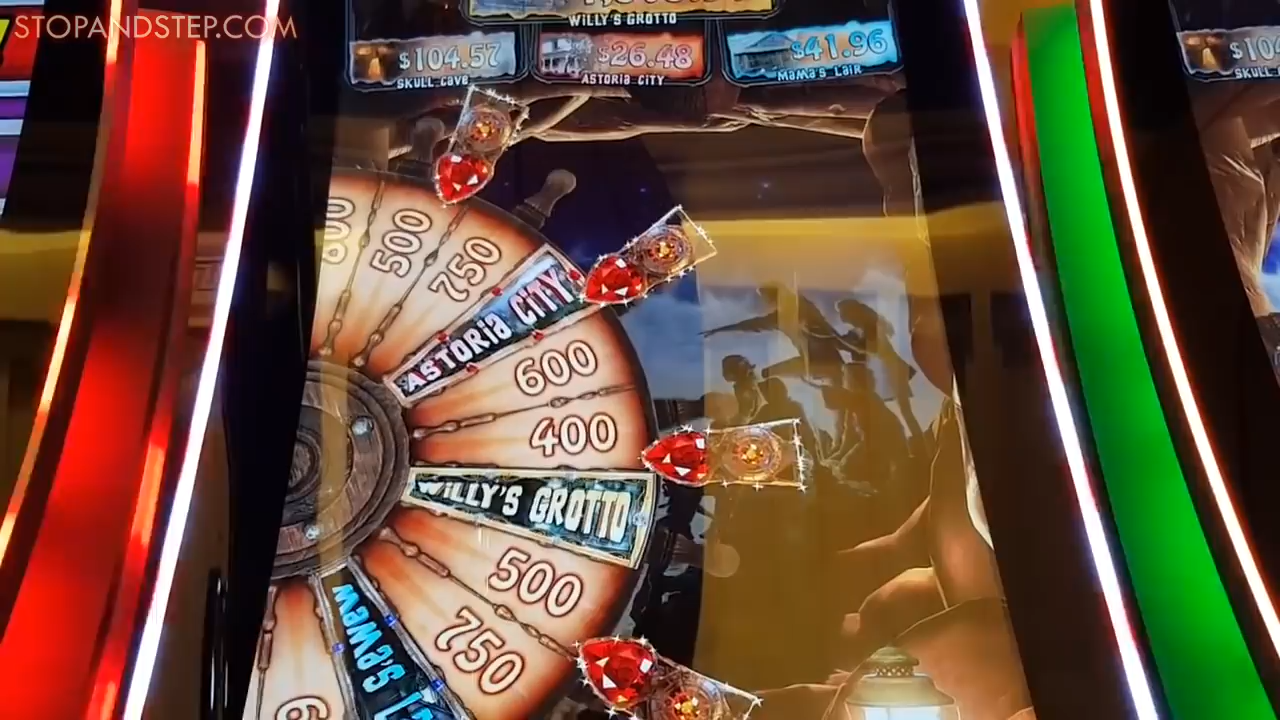 STOPANDSTEP.COM
WILLY'S GROTTO
$104.57
SKULL CAVE
$26.48
ASTORIA CITY
$41.96
MAMA'S LAIR
SKULL
500
750
ASTORIA CITY
600
400
WILLY'S GROTTO
500
750
MAMA'S